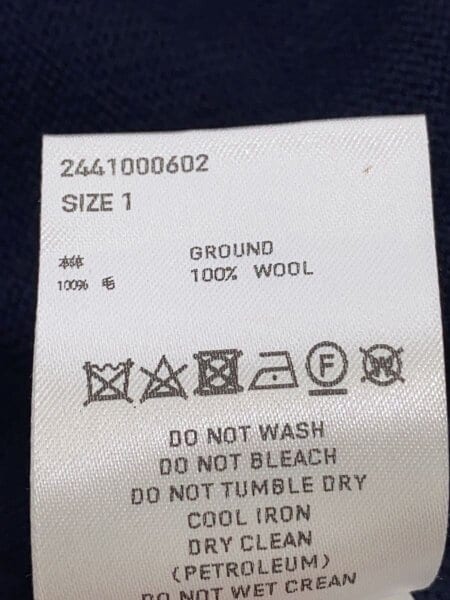 2441000602
SIZE 1
本体
100% 毛
GROUND
100% WOOL
F
W
DO NOT WASH
DO NOT BLEACH
DO NOT TUMBLE DRY
COOL IRON
DRY CLEAN
(PETROLEUM)
DO NOT WET CREAN